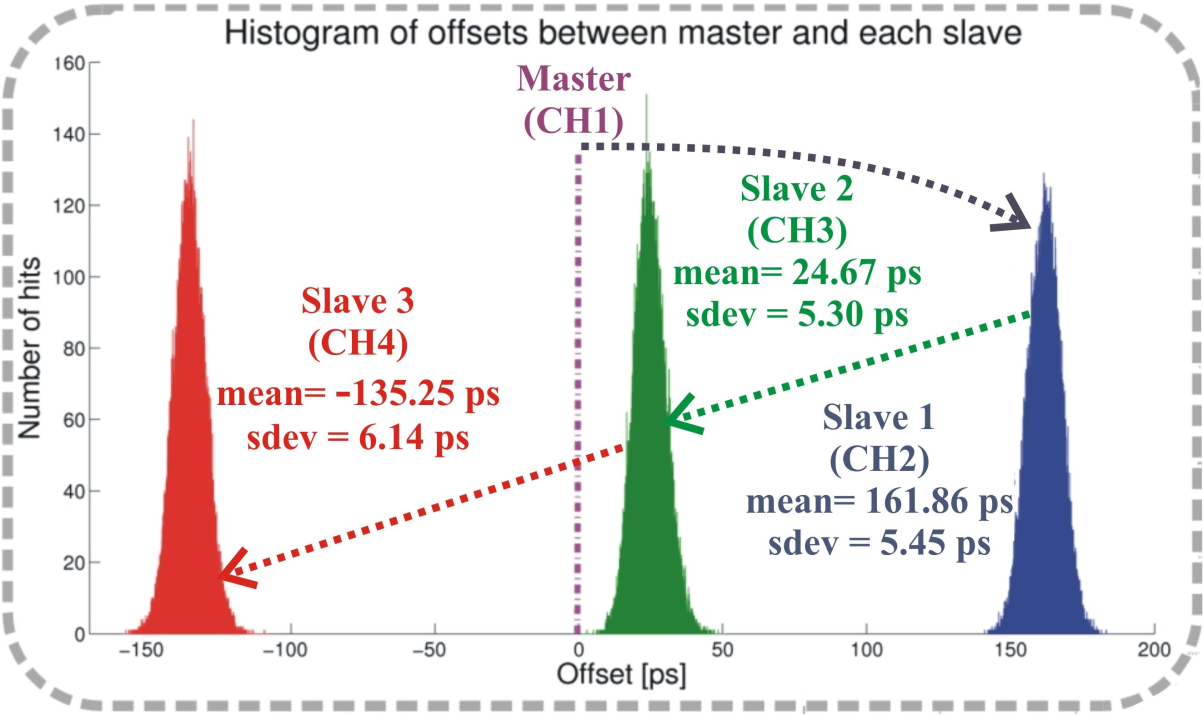 Histogram of offsets between master and each slave
Master
(CH1)
Slave 2
(CH3)
mean= 24.67 ps
sdev = 5.30 ps
Slave 3
(CH4)
mean= -135.25 ps
sdev = 6.14 ps
Slave 1
(CH2)
mean= 161.86 ps
sdev = 5.45 ps
Number of hits
160
140
120
100
80
60
40
20
0
−150
−100
−50
0
50
100
150
200
Offset [ps]